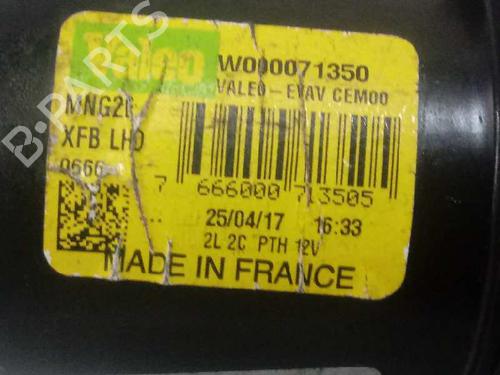 Valeo
W000071350
VALEO-EVAV CEM00
MNG2E
XFB LHD
0666
7 666000 713505
25/04/17 16:33
2L 2C PTH 12V
MADE IN FRANCE
B-PARTS